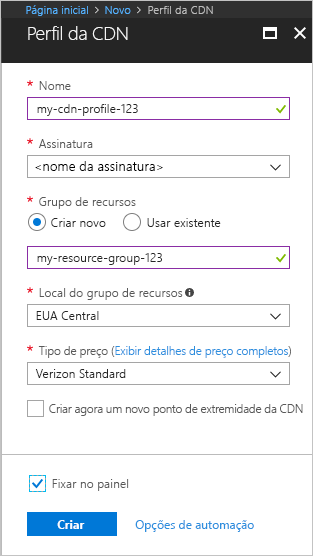 Página inicial > Novo > Perfil da CDN
Perfil da CDN
* Nome
my-cdn-profile-123
* Assinatura
<nome da assinatura>
* Grupo de recursos
Criar novo Usar existente
my-resource-group-123
* Local do grupo de recursos
EUA Central
* Tipo de preço (Exibir detalhes de preço completos)
Verizon Standard
Criar agora um novo ponto de extremidade da CDN
Fixar no painel
Criar Opções de automação